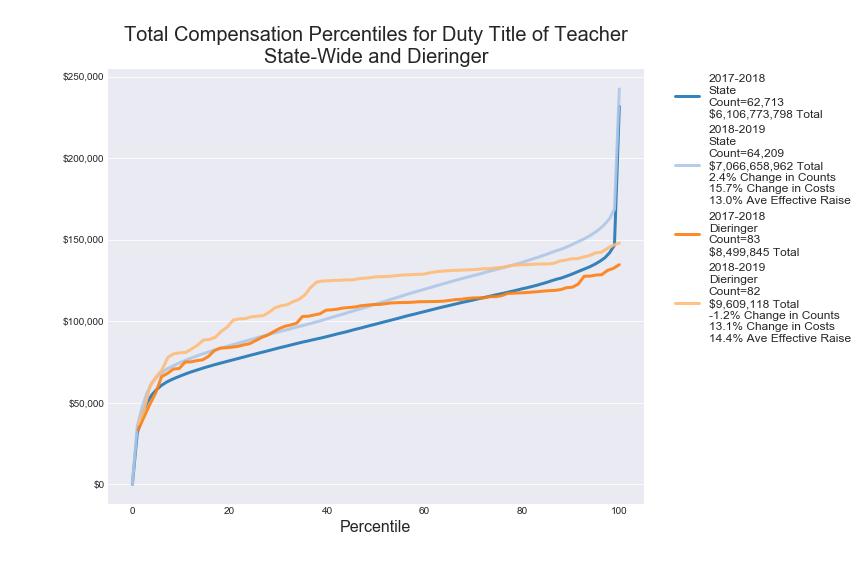 Total Compensation Percentiles for Duty Title of Teacher
State-Wide and Dieringer
$250,000
$200,000
$150,000
$100,000
$50,000
$0
0
20
40
60
80
100
Percentile
2017-2018
State
Count=62,713
$6,106,773,798 Total
2018-2019
State
Count=64,209
$7,066,658,962 Total
2.4% Change in Counts
15.7% Change in Costs
13.0% Ave Effective Raise
2017-2018
Dieringer
Count=83
$8,499,845 Total
2018-2019
Dieringer
Count=82
$9,609,118 Total
-1.2% Change in Counts
13.1% Change in Costs
14.4% Ave Effective Raise